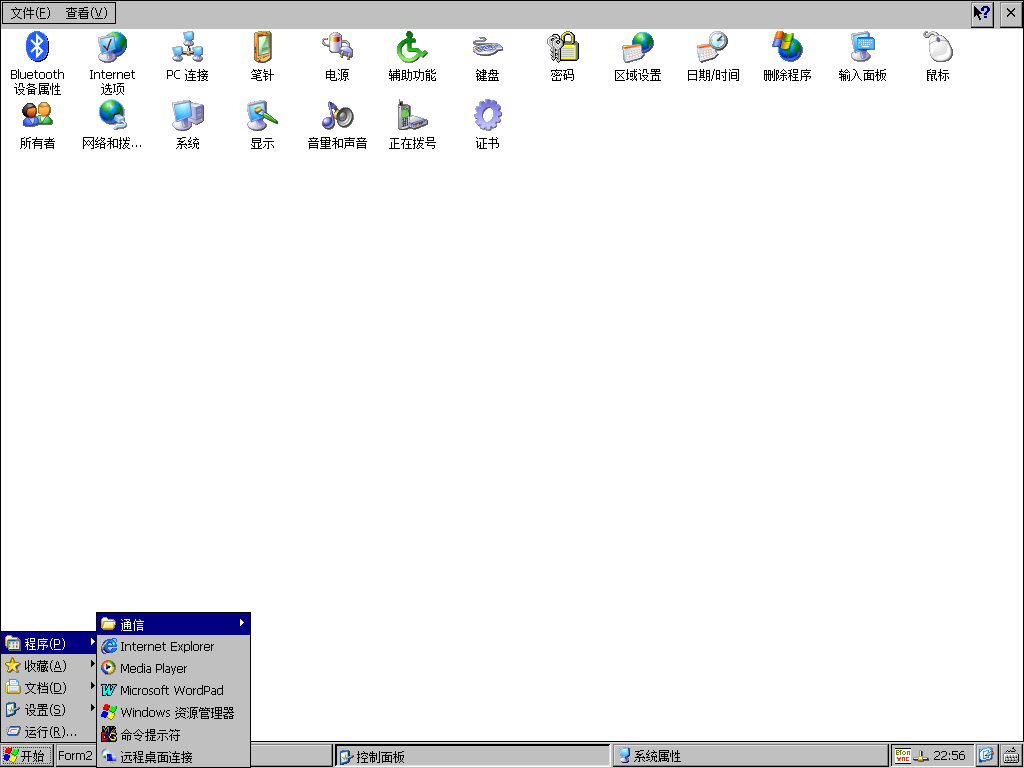 文件(F) 查看(V)
Bluetooth 设备属性
Internet 选项
PC 连接
笔针
电源
辅助功能
键盘
密码
区域设置
日期/时间
删除程序
输入面板
鼠标
所有者
网络和拨...
系统
显示
音量和声音
正在拨号
证书
程序(P)
收藏(A)
文档(D)
设置(S)
运行(R)...
通信
Internet Explorer
Media Player
Microsoft WordPad
Windows 资源管理器
命令提示符
远程桌面连接
开始 Form2 控制面板 系统属性 Efon VNC 22:56